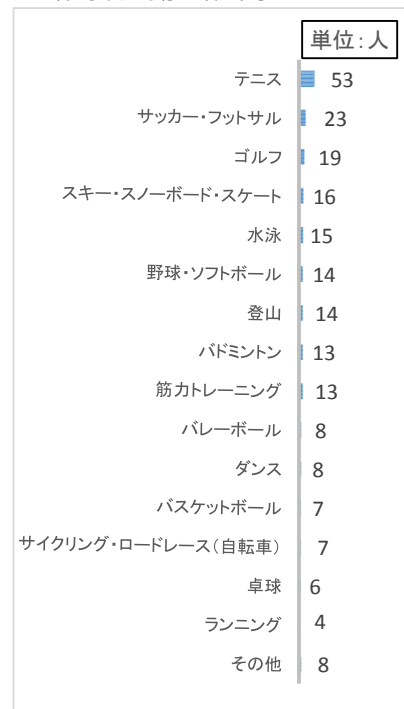 単位：人
テニス 53
サッカー・フットサル 23
ゴルフ 19
スキー・スノーボード・スケート 16
水泳 15
野球・ソフトボール 14
登山 14
バドミントン 13
筋力トレーニング 13
バレーボール 8
ダンス 8
バスケットボール 7
サイクリング・ロードレース（自転車） 7
卓球 6
ランニング 4
その他 8